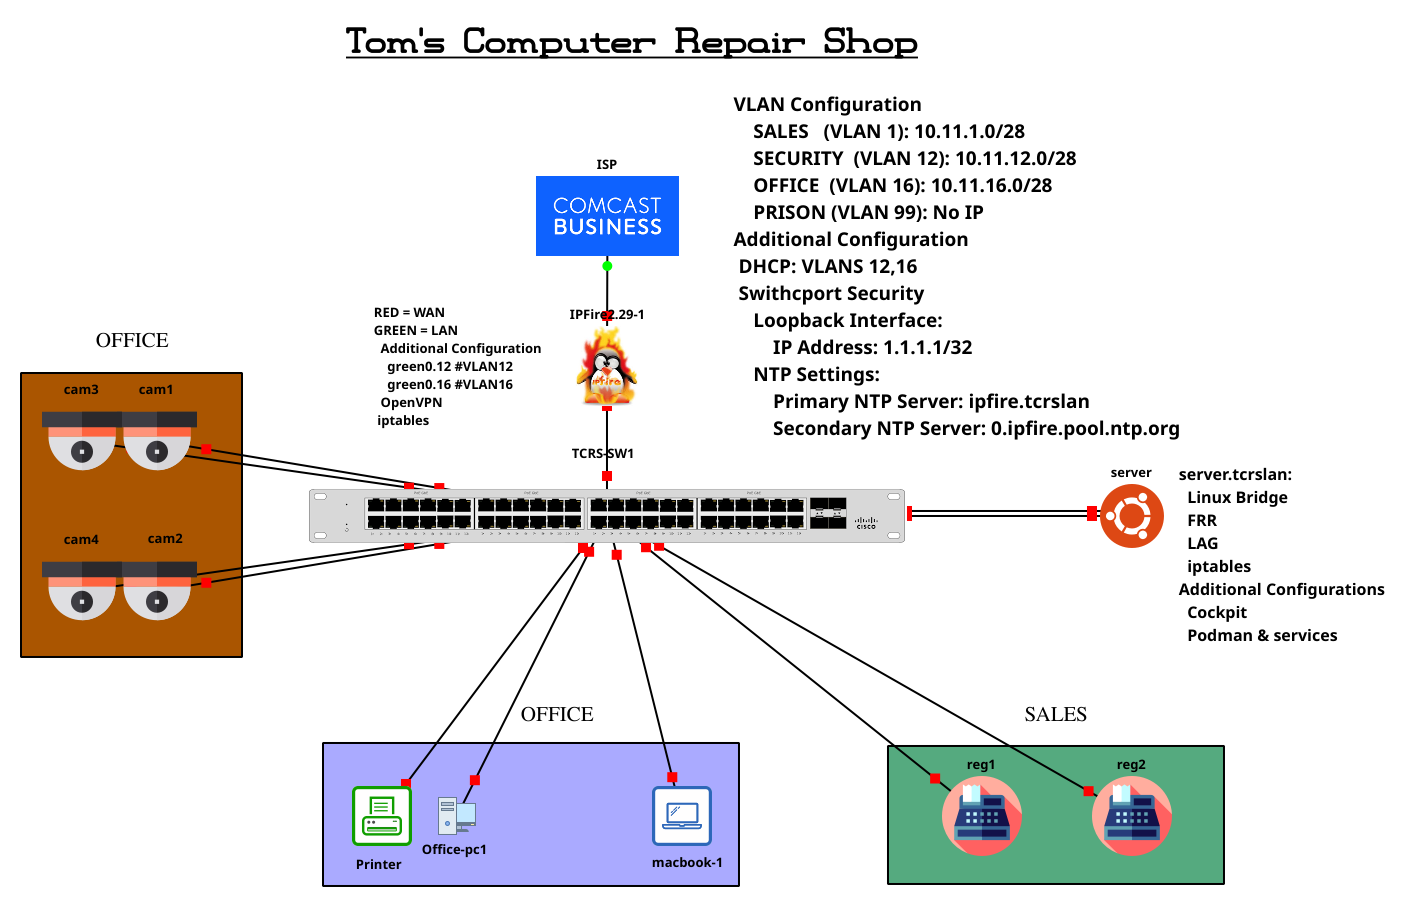 Tom's Computer Repair Shop
VLAN Configuration
SALES (VLAN 1): 10.11.1.0/28
SECURITY (VLAN 12): 10.11.12.0/28
OFFICE (VLAN 16): 10.11.16.0/28
PRISON (VLAN 99): No IP
Additional Configuration
DHCP: VLANS 12,16
Swithcport Security
Loopback Interface:
IP Address: 1.1.1.1/32
NTP Settings:
Primary NTP Server: ipfire.tcrslan
Secondary NTP Server: 0.ipfire.pool.ntp.org
ISP
COMCAST
BUSINESS
RED = WAN
GREEN = LAN
Additional Configuration
green0.12 #VLAN12
green0.16 #VLAN16
OpenVPN
iptables
IPFire2.29-1
ipfire
TCRS-SW1
CISCO
OFFICE
cam3
cam1
cam4
cam2
server
server.tcrslan:
Linux Bridge
FRR
LAG
iptables
Additional Configurations
Cockpit
Podman & services
OFFICE
Printer
Office-pc1
macbook-1
SALES
reg1
reg2